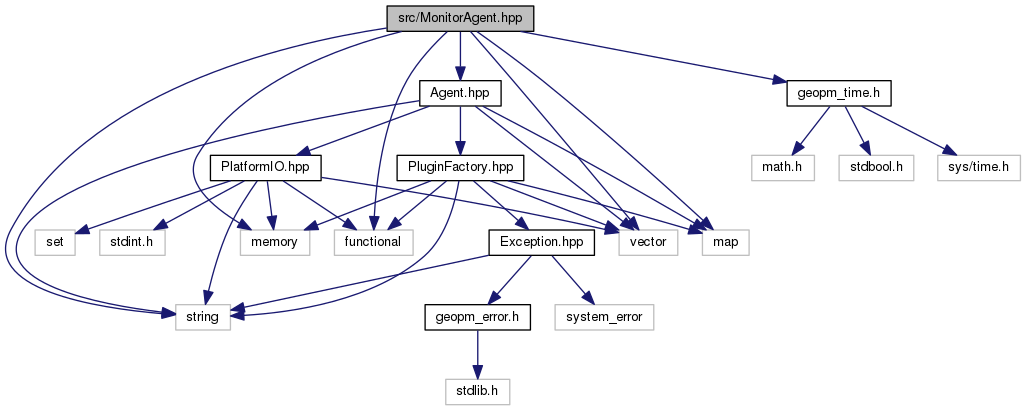 src/MonitorAgent.hpp
Agent.hpp
geopm_time.h
PlatformIO.hpp
PluginFactory.hpp
math.h
stdbool.h
sys/time.h
set
stdint.h
memory
functional
Exception.hpp
vector
map
string
geopm_error.h
system_error
stdlib.h